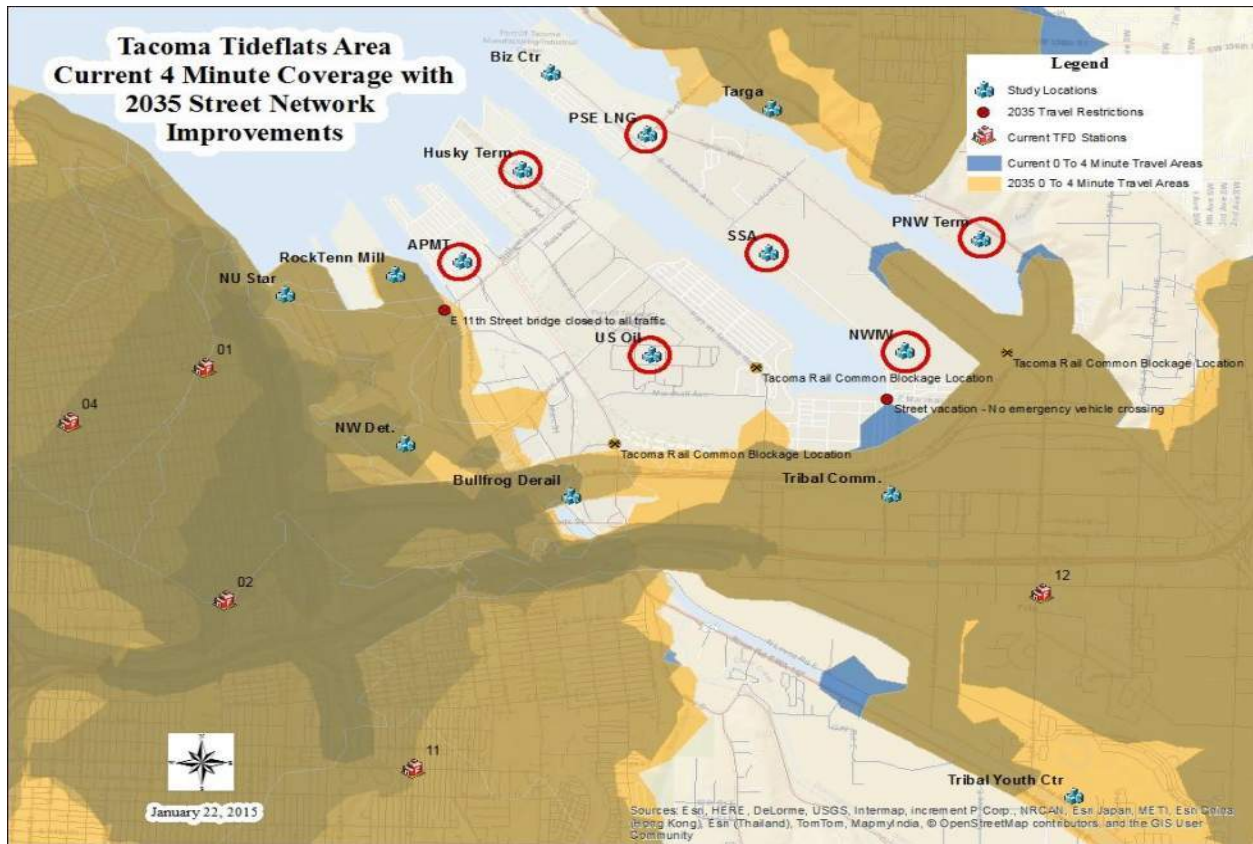 Tacoma Tideflats Area
Current 4 Minute Coverage with
2035 Street Network
Improvements
Legend
Study Locations
2035 Travel Restrictions
Current TFD Stations
Current 0 To 4 Minute Travel Areas
2035 0 To 4 Minute Travel Areas
Port Of Tacoma
Biz Ctr
Targa
PSE LNG
Husky Term
PNW Term
SSA
APMT
RockTenn Mill
NU Star
E 11th Street bridge closed to all traffic
US Oil
NWIW
01
Tacoma Rail Common Blockage Location
Tacoma Rail Common Blockage Location
Street vacation - No emergency vehicle crossing
04
NW Det.
Tacoma Rail Common Blockage Location
Bullfrog Derail
Tribal Comm.
02
12
11
Tribal Youth Ctr
January 22, 2015
Sources: Esri, HERE, DeLorme, USGS, Intermap, increment P Corp., NRCAN, Esri Japan, METI, Esri China
(Hong Kong), Esri (Thailand), TomTom, MapmyIndia, © OpenStreetMap contributors, and the GIS User
Community